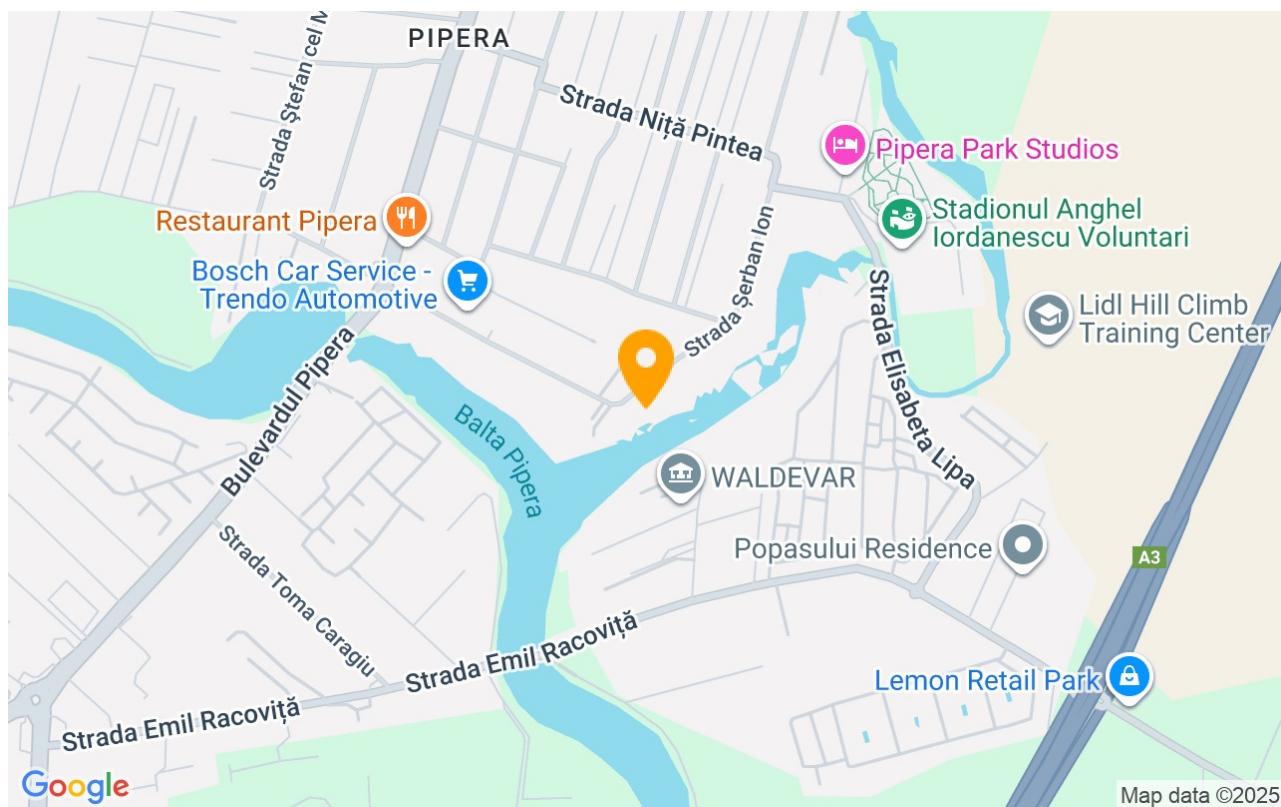 PIPERA
Strada Ștefan cel M
Strada Niță Pintea
Pipera Park Studios
Restaurant Pipera
Stadionul Anghel
Iordanescu Voluntari
Bosch Car Service -
Trendo Automotive
Strada Șerban Ion
Lidl Hill Climb
Training Center
Strada Elisabeta Lipa
Bulevardul Pipera
Balta Pipera
WALDEVAR
Popasului Residence
A3
Strada Toma Caragiu
Strada Emil Racoviță
Lemon Retail Park
Strada Emil Racoviță
Google
Map data ©2025